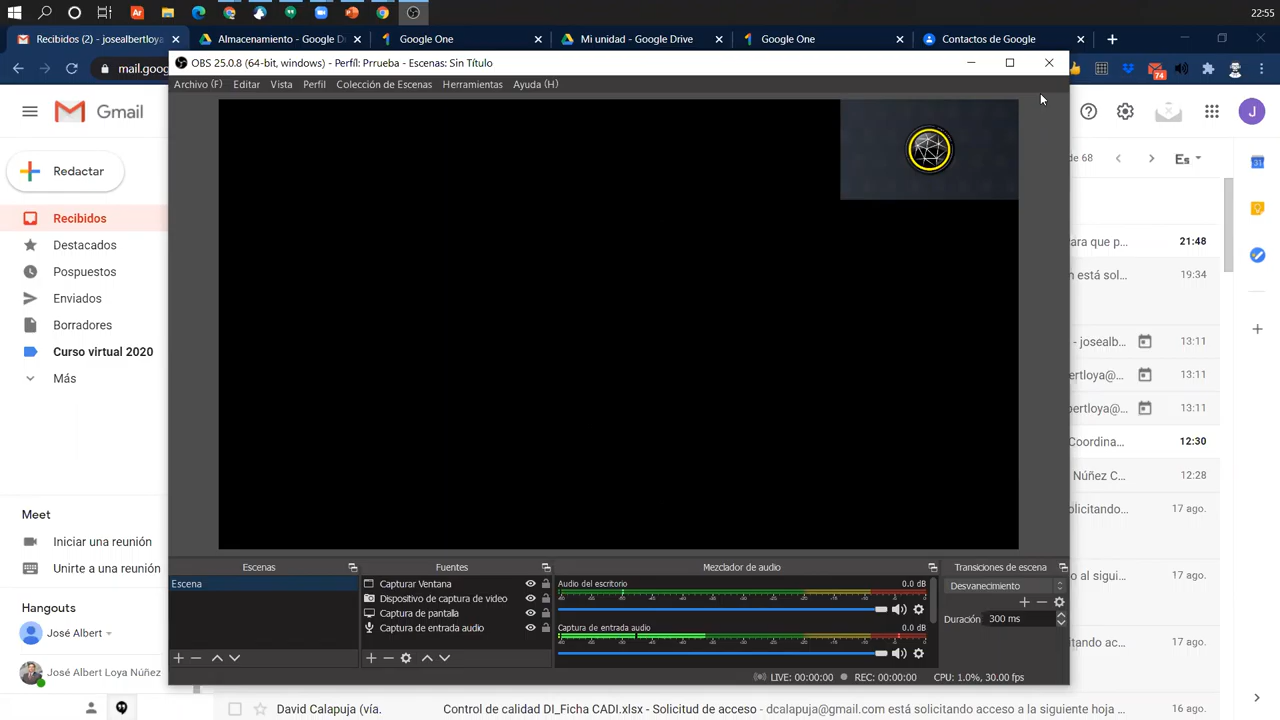 22:55
Recibidos (2) - josealbertloya
Almacenamiento - Google D
Google One
Mi unidad - Google Drive
Google One
Contactos de Google
mail.goog
OBS 25.0.8 (64-bit, windows) - Perfil: Prrueba - Escenas: Sin Título
74
Archivo (F)
Editar
Vista
Perfil
Colección de Escenas
Herramientas
Ayuda (H)
Gmail
J
de 68
Es
Redactar
Recibidos
Destacados
Pospuestos
Enviados
Borradores
Curso virtual 2020
Más
Meet
Iniciar una reunión
Unirte a una reunión
Hangouts
José Albert
José Albert Loya Núñez
ara que p...
21:48
n está sol...
19:34
- josealb...
13:11
ertloya@...
13:11
ertloya@...
13:11
Coordina...
12:30
Núñez C...
12:28
olicitando...
17 ago.
17 ago.
o al sigui...
17 ago.
itando ac...
17 ago.
Escenas
Fuentes
Mezclador de audio
Transiciones de escena
Escena
Capturar Ventana
Dispositivo de captura de video
Captura de pantalla
Captura de entrada audio
Audio del escritorio
0.0 dB
Captura de entrada audio
0.0 dB
Desvanecimiento
Duración
300 ms
LIVE: 00:00:00
REC: 00:00:00
CPU: 1.0%, 30.00 fps
David Calapuja (vía.
Control de calidad DI_Ficha CADI.xlsx - Solicitud de acceso - dcalapuja@gmail.com está solicitando acceso a la siguiente hoja ...
16 ago.